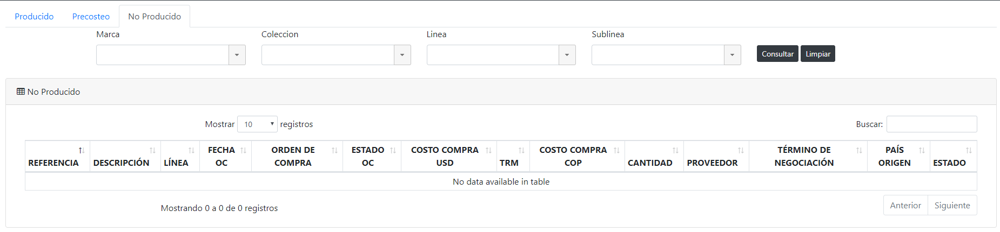 Producido Precosteo No Producido
Marca Coleccion Linea Sublinea
Consultar Limpiar
No Producido
Mostrar 10 registros Buscar:
REFERENCIA DESCRIPCIÓN LÍNEA FECHA OC ORDEN DE COMPRA ESTADO OC COSTO COMPRA USD TRM COSTO COMPRA COP CANTIDAD PROVEEDOR TÉRMINO DE NEGOCIACIÓN PAÍS ORIGEN ESTADO
No data available in table
Mostrando 0 a 0 de 0 registros Anterior Siguiente